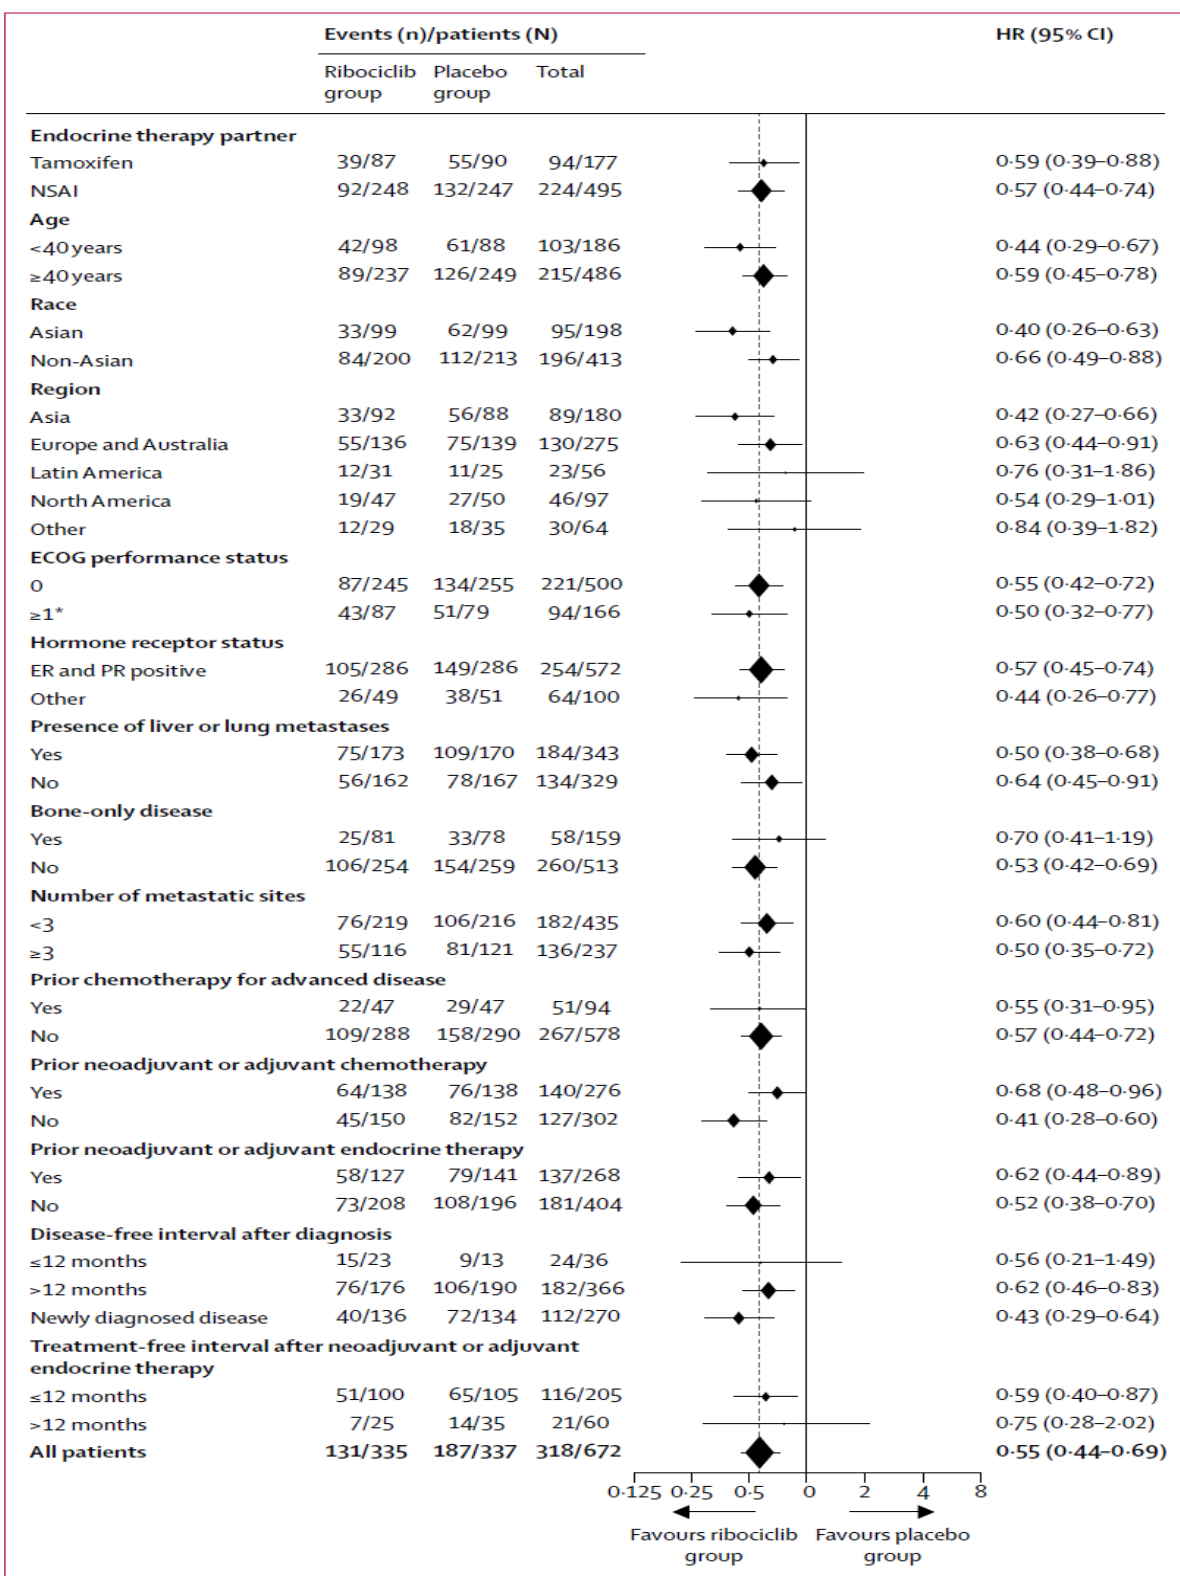 Events (n)/patients (N) HR (95% CI)
Ribociclib group Placebo group Total
Endocrine therapy partner
Tamoxifen 39/87 55/90 94/177 0·59 (0·39–0·88)
NSAI 92/248 132/247 224/495 0·57 (0·44–0·74)
Age
<40 years 42/98 61/88 103/186 0·44 (0·29–0·67)
≥40 years 89/237 126/249 215/486 0·59 (0·45–0·78)
Race
Asian 33/99 62/99 95/198 0·40 (0·26–0·63)
Non-Asian 84/200 112/213 196/413 0·66 (0·49–0·88)
Region
Asia 33/92 56/88 89/180 0·42 (0·27–0·66)
Europe and Australia 55/136 75/139 130/275 0·63 (0·44–0·91)
Latin America 12/31 11/25 23/56 0·76 (0·31–1·86)
North America 19/47 27/50 46/97 0·54 (0·29–1·01)
Other 12/29 18/35 30/64 0·84 (0·39–1·82)
ECOG performance status
0 87/245 134/255 221/500 0·55 (0·42–0·72)
≥1* 43/87 51/79 94/166 0·50 (0·32–0·77)
Hormone receptor status
ER and PR positive 105/286 149/286 254/572 0·57 (0·45–0·74)
Other 26/49 38/51 64/100 0·44 (0·26–0·77)
Presence of liver or lung metastases
Yes 75/173 109/170 184/343 0·50 (0·38–0·68)
No 56/162 78/167 134/329 0·64 (0·45–0·91)
Bone-only disease
Yes 25/81 33/78 58/159 0·70 (0·41–1·19)
No 106/254 154/259 260/513 0·53 (0·42–0·69)
Number of metastatic sites
<3 76/219 106/216 182/435 0·60 (0·44–0·81)
≥3 55/116 81/121 136/237 0·50 (0·35–0·72)
Prior chemotherapy for advanced disease
Yes 22/47 29/47 51/94 0·55 (0·31–0·95)
No 109/288 158/290 267/578 0·57 (0·44–0·72)
Prior neoadjuvant or adjuvant chemotherapy
Yes 64/138 76/138 140/276 0·68 (0·48–0·96)
No 45/150 82/152 127/302 0·41 (0·28–0·60)
Prior neoadjuvant or adjuvant endocrine therapy
Yes 58/127 79/141 137/268 0·62 (0·44–0·89)
No 73/208 108/196 181/404 0·52 (0·38–0·70)
Disease-free interval after diagnosis
≤12 months 15/23 9/13 24/36 0·56 (0·21–1·49)
>12 months 76/176 106/190 182/366 0·62 (0·46–0·83)
Newly diagnosed disease 40/136 72/134 112/270 0·43 (0·29–0·64)
Treatment-free interval after neoadjuvant or adjuvant
endocrine therapy
≤12 months 51/100 65/105 116/205 0·59 (0·40–0·87)
>12 months 7/25 14/35 21/60 0·75 (0·28–2·02)
All patients 131/335 187/337 318/672 0·55 (0·44–0·69)
0·125 0·25 0·5 0 2 4 8
Favours ribociclib group Favours placebo group